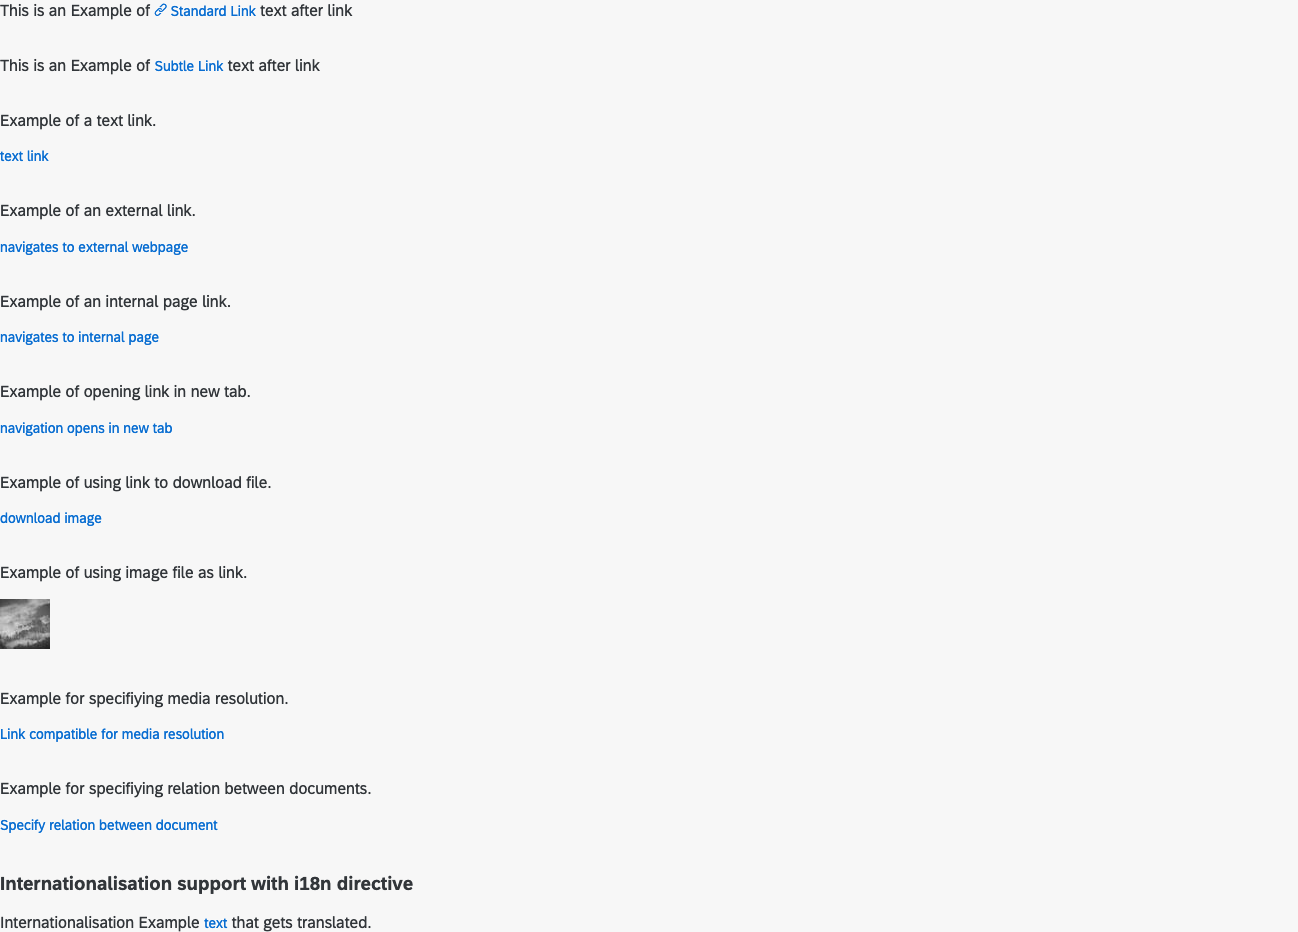 This is an Example of Standard Link text after link
This is an Example of Subtle Link text after link
Example of a text link.
text link
Example of an external link.
navigates to external webpage
Example of an internal page link.
navigates to internal page
Example of opening link in new tab.
navigation opens in new tab
Example of using link to download file.
download image
Example of using image file as link.
Example for specifiying media resolution.
Link compatible for media resolution
Example for specifiying relation between documents.
Specify relation between document
Internationalisation support with i18n directive
Internationalisation Example text that gets translated.